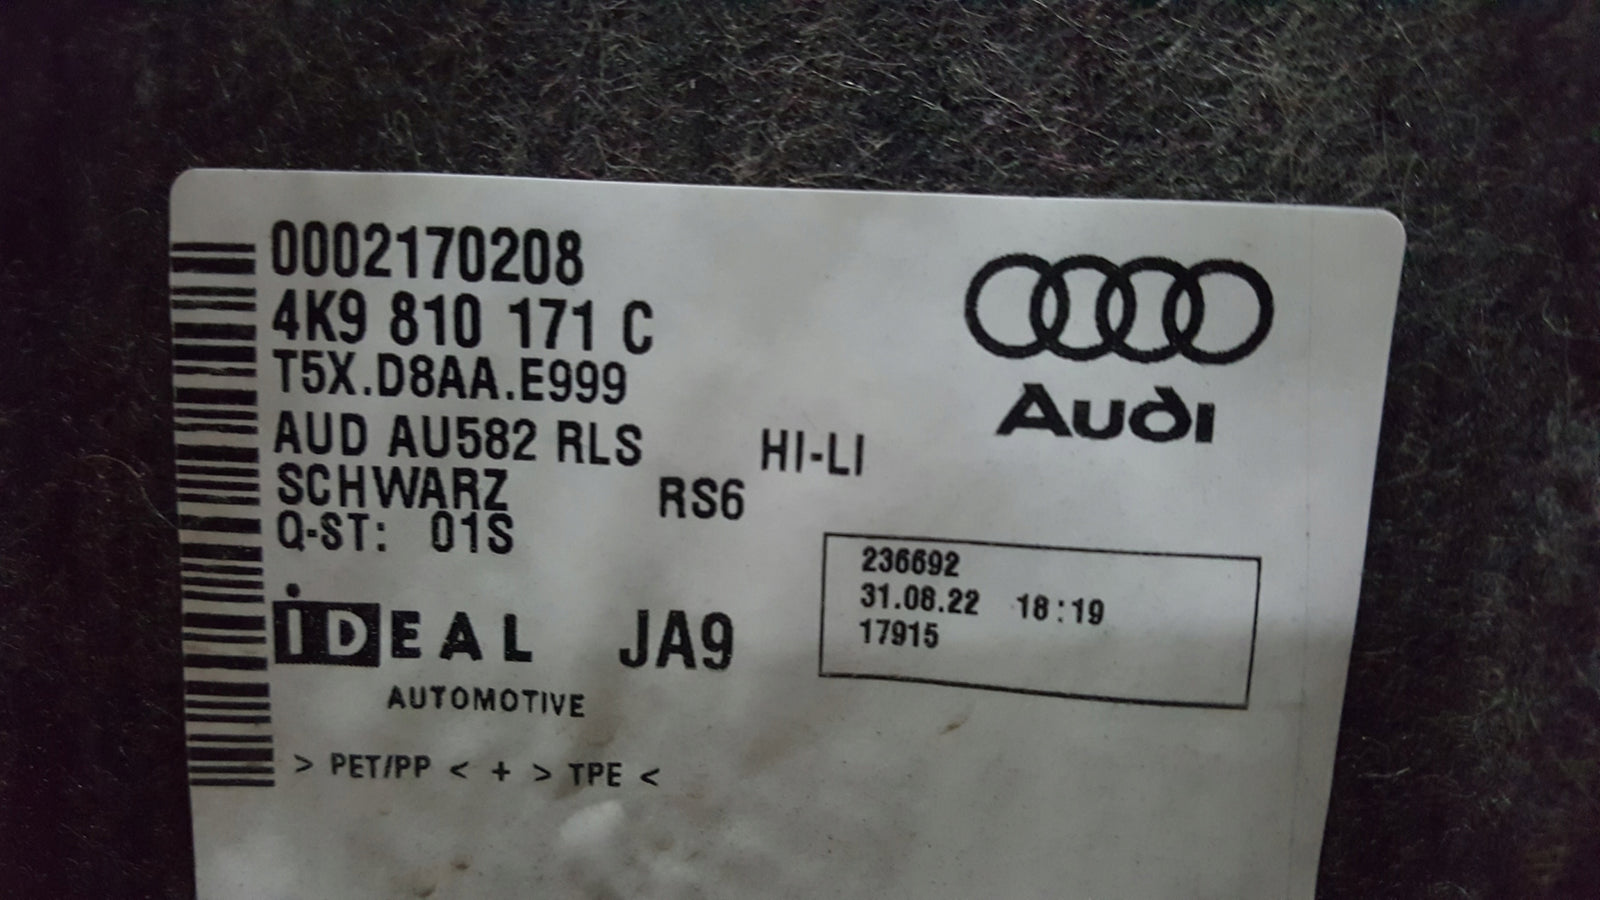 0002170208
4K9 810 171 C
T5X.D8AA.E999
AUD AU582 RLS HI-LI
SCHWARZ RS6
Q-ST: 01S
Audi
236692
31.08.22 18:19
17915
iDEAL JA9
AUTOMOTIVE
> PET/PP < + > TPE <